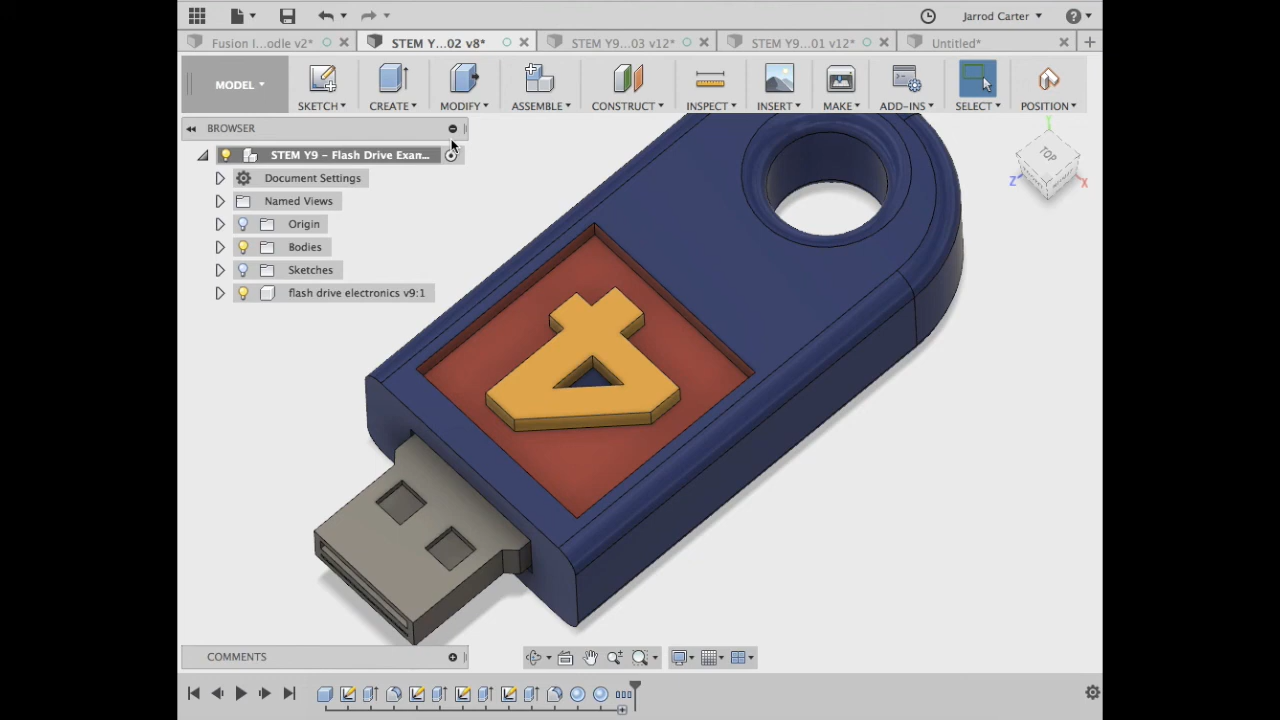 Jarrod Carter
Fusion I...odle v2*
STEM Y...02 v8*
STEM Y9...03 v12*
STEM Y9...01 v12*
Untitled*
MODEL
SKETCH
CREATE
MODIFY
ASSEMBLE
CONSTRUCT
INSPECT
INSERT
MAKE
ADD-INS
SELECT
POSITION
BROWSER
STEM Y9 - Flash Drive Exan...
Document Settings
Named Views
Origin
Bodies
Sketches
flash drive electronics v9:1
Y
TOP
Z
X
4
COMMENTS